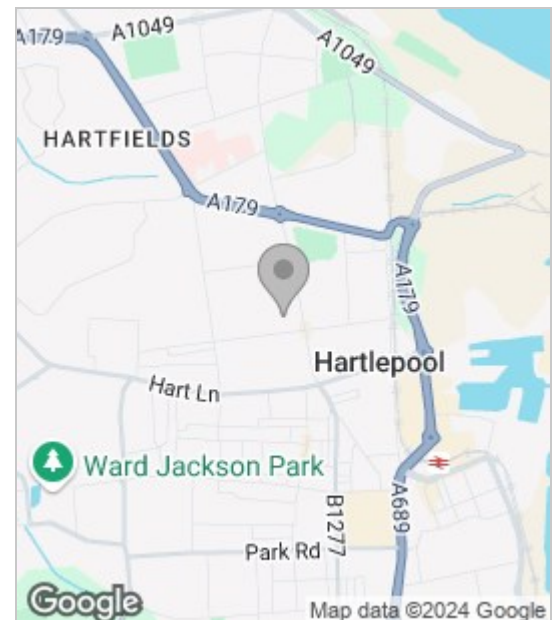 A179
A1049
A1049
HARTFIELDS
A179
A179
Hartlepool
Hart Ln
Ward Jackson Park
B1277
A689
Park Rd
Google
Map data ©2024 Google